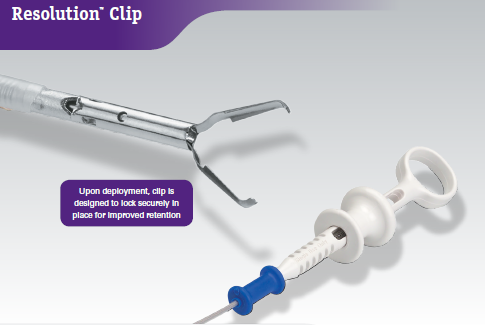 Resolution™ Clip
Upon deployment, clip is
designed to lock securely in
place for improved retention